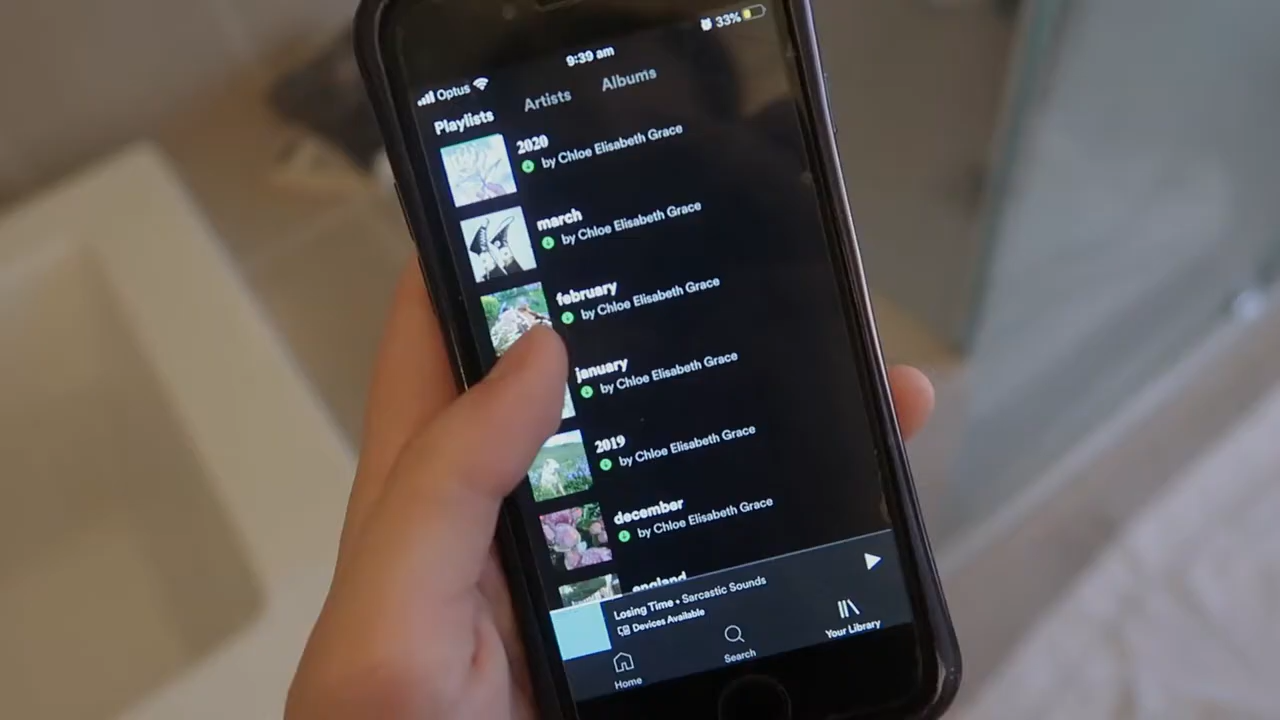 9:39 am
33%
Optus
Playlists Artists Albums
2020
by Chloe Elisabeth Grace
march
by Chloe Elisabeth Grace
february
by Chloe Elisabeth Grace
january
by Chloe Elisabeth Grace
2019
by Chloe Elisabeth Grace
december
by Chloe Elisabeth Grace
england
Losing Time • Sarcastic Sounds
Devices Available
Home
Search
Your Library